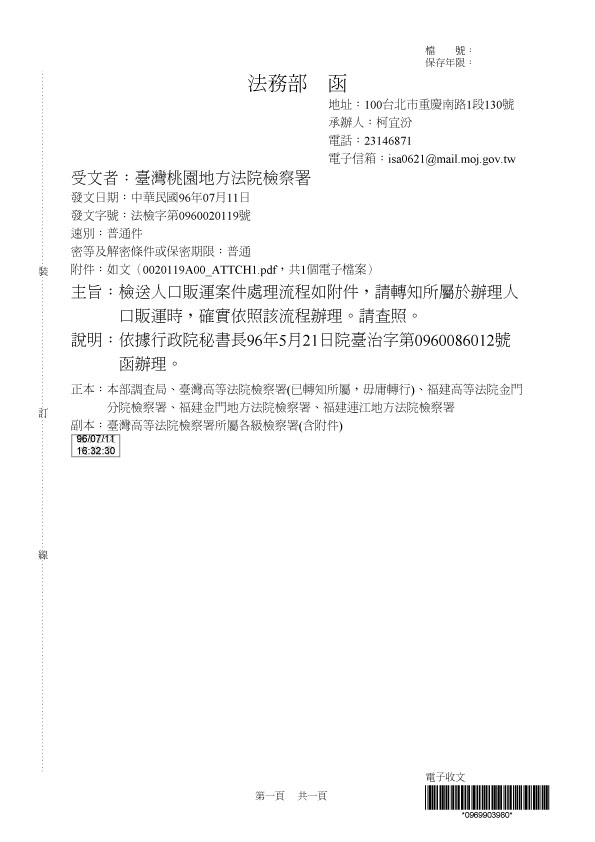 檔　　號：
保存年限：
法務部　函
地址：100台北市重慶南路1段130號
承辦人：柯宜汾
電話：23146871
電子信箱：isa0621@mail.moj.gov.tw
受文者：臺灣桃園地方法院檢察署
發文日期：中華民國96年07月11日
發文字號：法檢字第0960020119號
速別：普通件
密等及解密條件或保密期限：普通
附件：如文（0020119A00_ATTCH1.pdf，共1個電子檔案）
主旨：檢送人口販運案件處理流程如附件，請轉知所屬於辦理人
口販運時，確實依照該流程辦理。請查照。
說明：依據行政院秘書長96年5月21日院臺治字第0960086012號
函辦理。
正本：本部調查局、臺灣高等法院檢察署(已轉知所屬，毋庸轉行)、福建高等法院金門
分院檢察署、福建金門地方法院檢察署、福建連江地方法院檢察署
副本：臺灣高等法院檢察署所屬各級檢察署(含附件)
96/07/11
16:32:30
裝
訂
線
電子收文
*0969903980*
第一頁　共一頁